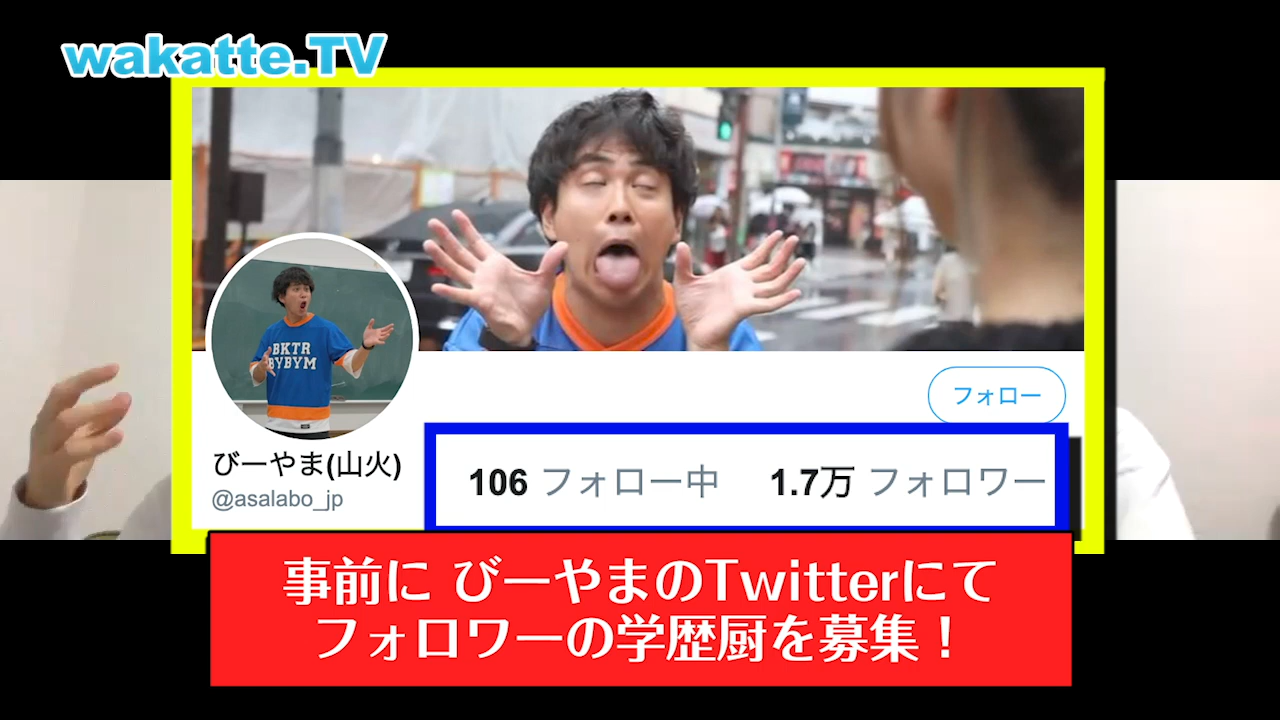 wakatte.TV
BKTR
BYBYM
フォロー
びーやま(山火)
@asalabo_jp
106 フォロー中 1.7万 フォロワー
事前に びーやまのTwitterにて
フォロワーの学歴厨を募集！